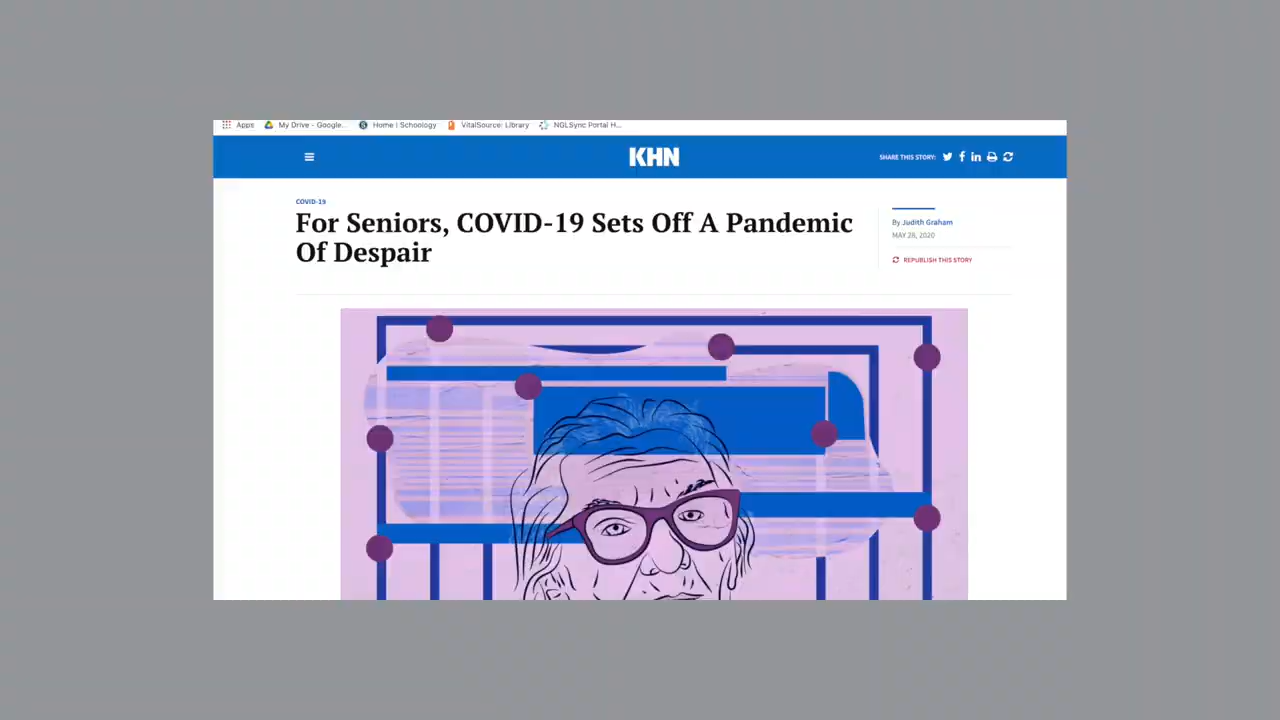 Apps My Drive - Google... Home | Schoology VitalSource: Library NGLSync Portal H...
KHN
SHARE THIS STORY:
COVID-19
For Seniors, COVID-19 Sets Off A Pandemic
Of Despair
By Judith Graham
MAY 28, 2020
REPUBLISH THIS STORY